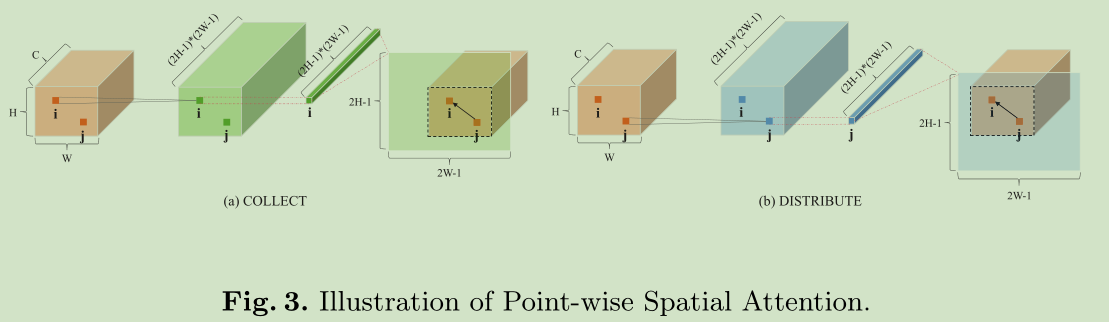 C
H
W
i
j
(2H-1)*(2W-1)
i
j
(2H-1)*(2W-1)
i
2H-1
i
j
2W-1
(a) COLLECT
C
H
W
i
j
(2H-1)*(2W-1)
i
j
(2H-1)*(2W-1)
j
2H-1
i
j
2W-1
(b) DISTRIBUTE
Fig. 3. Illustration of Point-wise Spatial Attention.